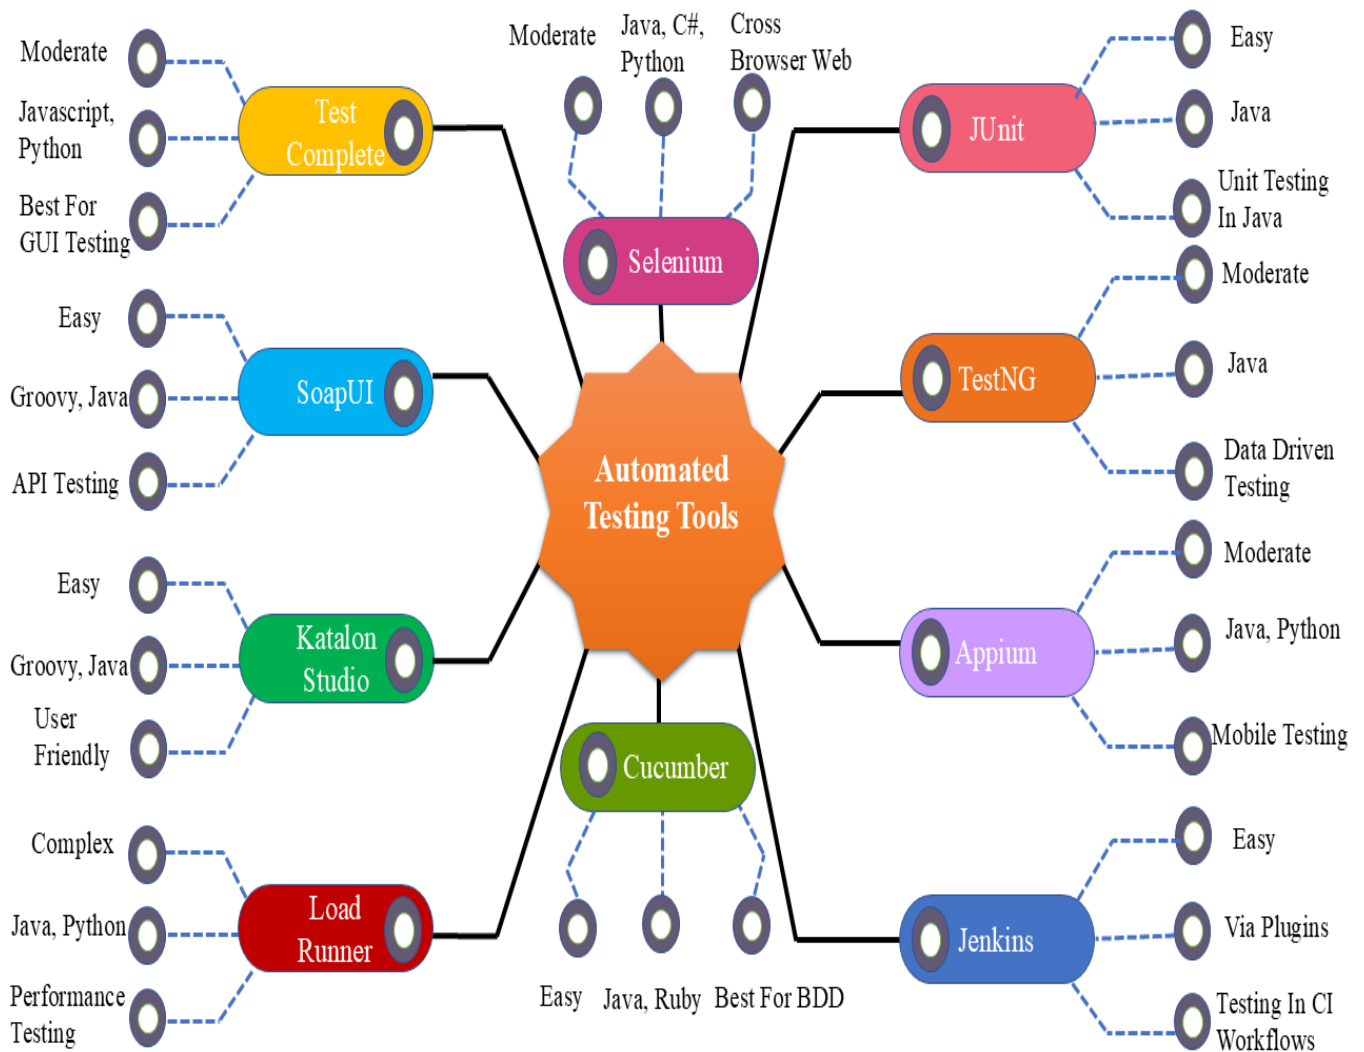 Moderate
Javascript,
Python
Best For
GUI Testing
Test
Complete
Moderate
Java, C#,
Python
Cross
Browser Web
Selenium
JUnit
Easy
Java
Unit Testing
In Java
Easy
Groovy, Java
API Testing
SoapUI
TestNG
Moderate
Java
Data Driven
Testing
Automated
Testing Tools
Easy
Groovy, Java
User
Friendly
Katalon
Studio
Appium
Moderate
Java, Python
Mobile Testing
Cucumber
Easy
Java, Ruby
Best For BDD
Complex
Java, Python
Performance
Testing
Load
Runner
Jenkins
Easy
Via Plugins
Testing In CI
Workflows